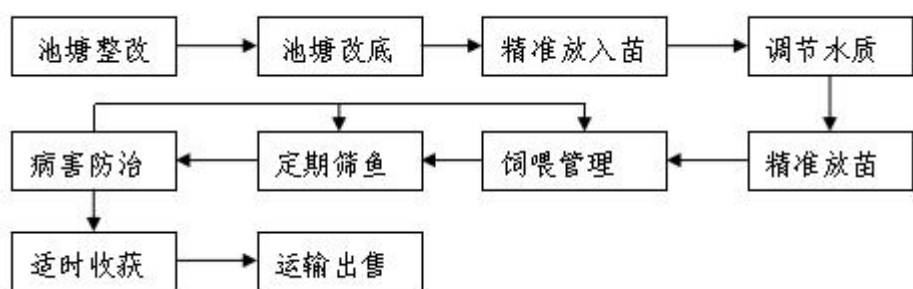 池塘整改
池塘改底
精准放入苗
调节水质
精准放苗
饲喂管理
定期筛鱼
病害防治
适时收获
运输出售